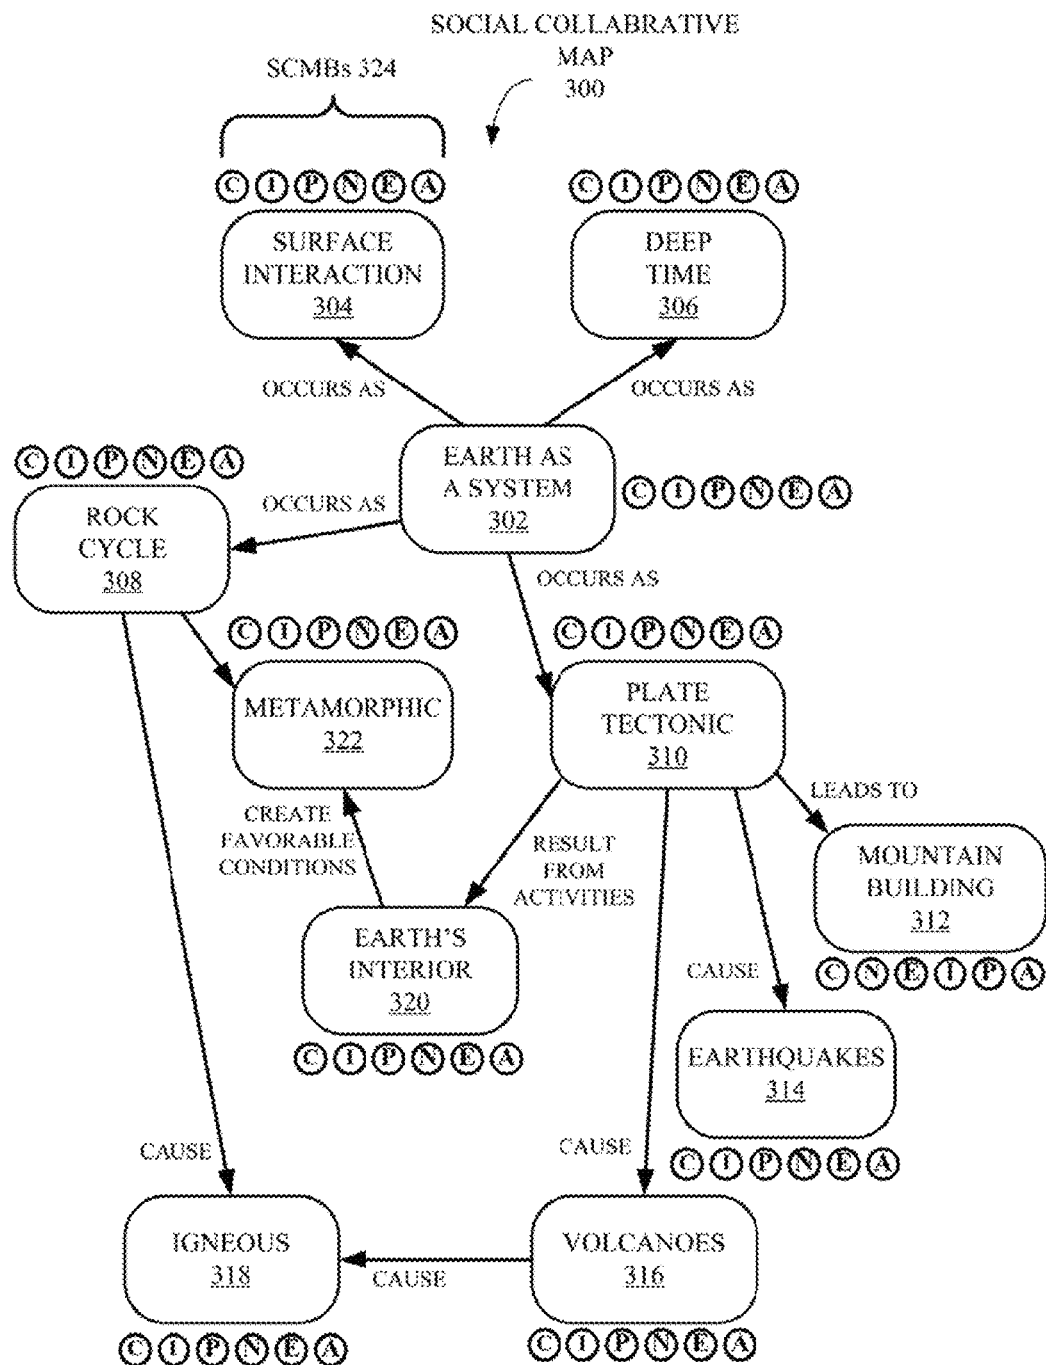 SOCIAL COLLABRATIVE
MAP
300
SCMBs 324
C I P N E A
C I P N E A
SURFACE
INTERACTION
304
DEEP
TIME
306
OCCURS AS
OCCURS AS
C I P N E A
EARTH AS
A SYSTEM
302
C I P N E A
ROCK
CYCLE
308
OCCURS AS
OCCURS AS
C I P N E A
C I P N E A
METAMORPHIC
322
PLATE
TECTONIC
310
LEADS TO
CREATE
FAVORABLE
CONDITIONS
RESULT
FROM
ACTIVITIES
MOUNTAIN
BUILDING
312
C N E I P A
EARTH'S
INTERIOR
320
C I P N E A
CAUSE
EARTHQUAKES
314
C I P N E A
CAUSE
CAUSE
IGNEOUS
318
C I P N E A
CAUSE
VOLCANOES
316
C I P N E A